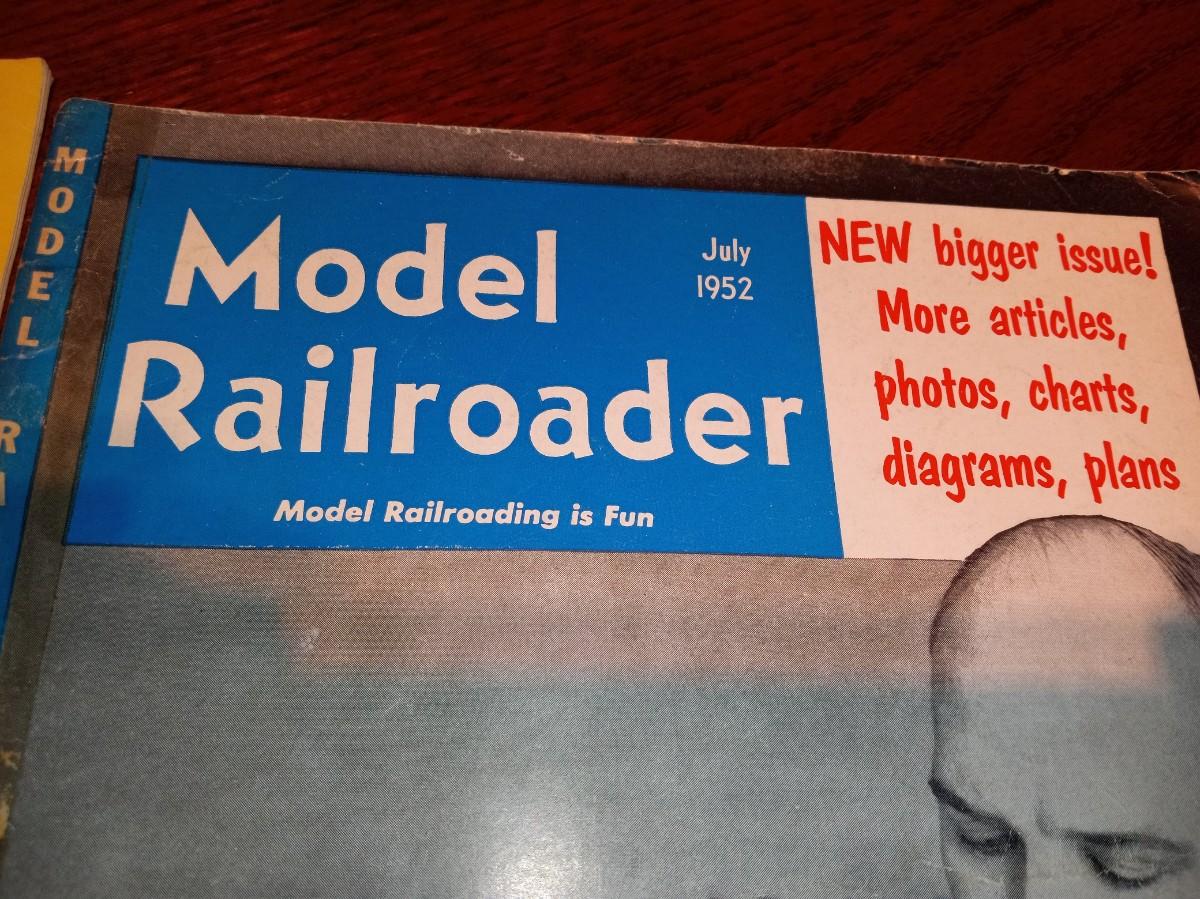 MODEL R
Model
Railroader
July
1952
Model Railroading is Fun
NEW bigger issue!
More articles,
photos, charts,
diagrams, plans